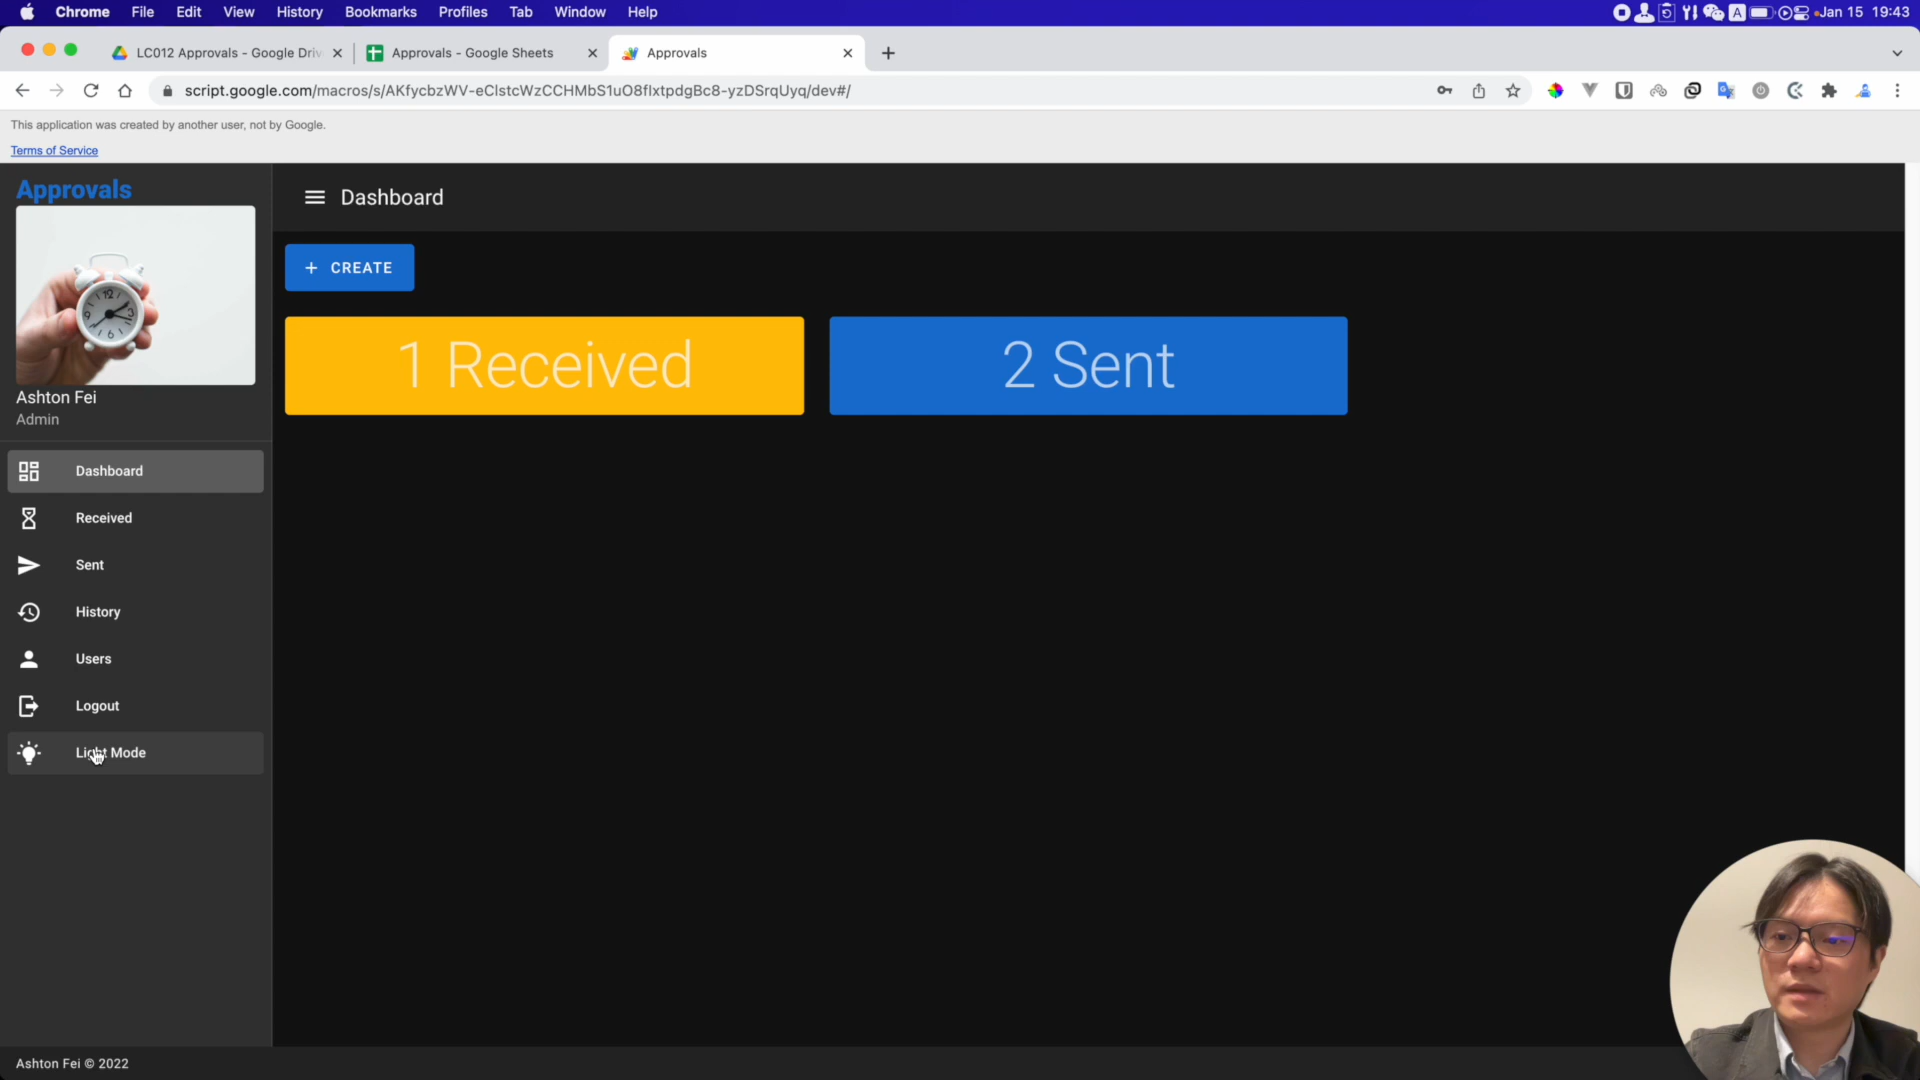 Chrome File Edit View History Bookmarks Profiles Tab Window Help A Jan 15 19:43
LC012 Approvals - Google Driv Approvals - Google Sheets Approvals
script.google.com/macros/s/AKfycbzWV-eClstcWzCCHMbS1uO8flxtpdgBc8-yzDSrqUyq/dev#/
This application was created by another user, not by Google.
Terms of Service
Approvals
Ashton Fei
Admin
Dashboard
Received
Sent
History
Users
Logout
Light Mode
Dashboard
+ CREATE
1 Received
2 Sent
Ashton Fei © 2022